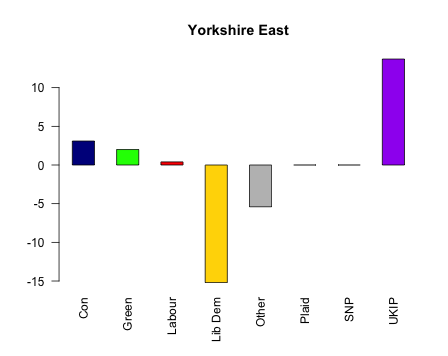 Yorkshire East
10
5
0
-5
-10
-15
Con
Green
Labour
Lib Dem
Other
Plaid
SNP
UKIP